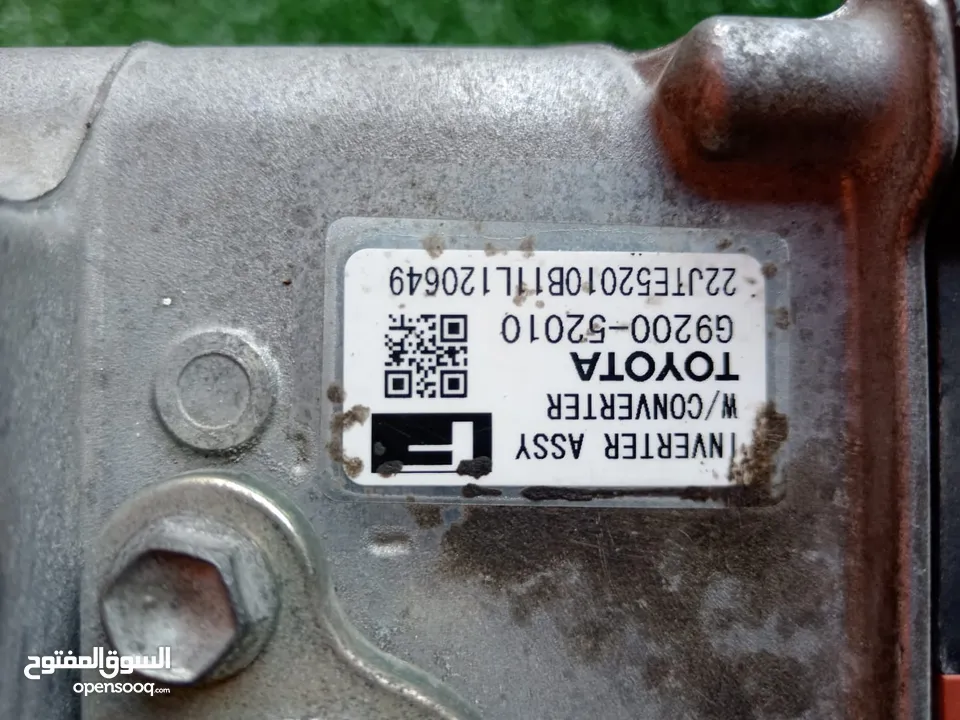 INVERTER ASSY
W/CONVERTER
TOYOTA
G9200-52010
22JTE52010B11L120649
F
السوق المفتوح
opensooq.com